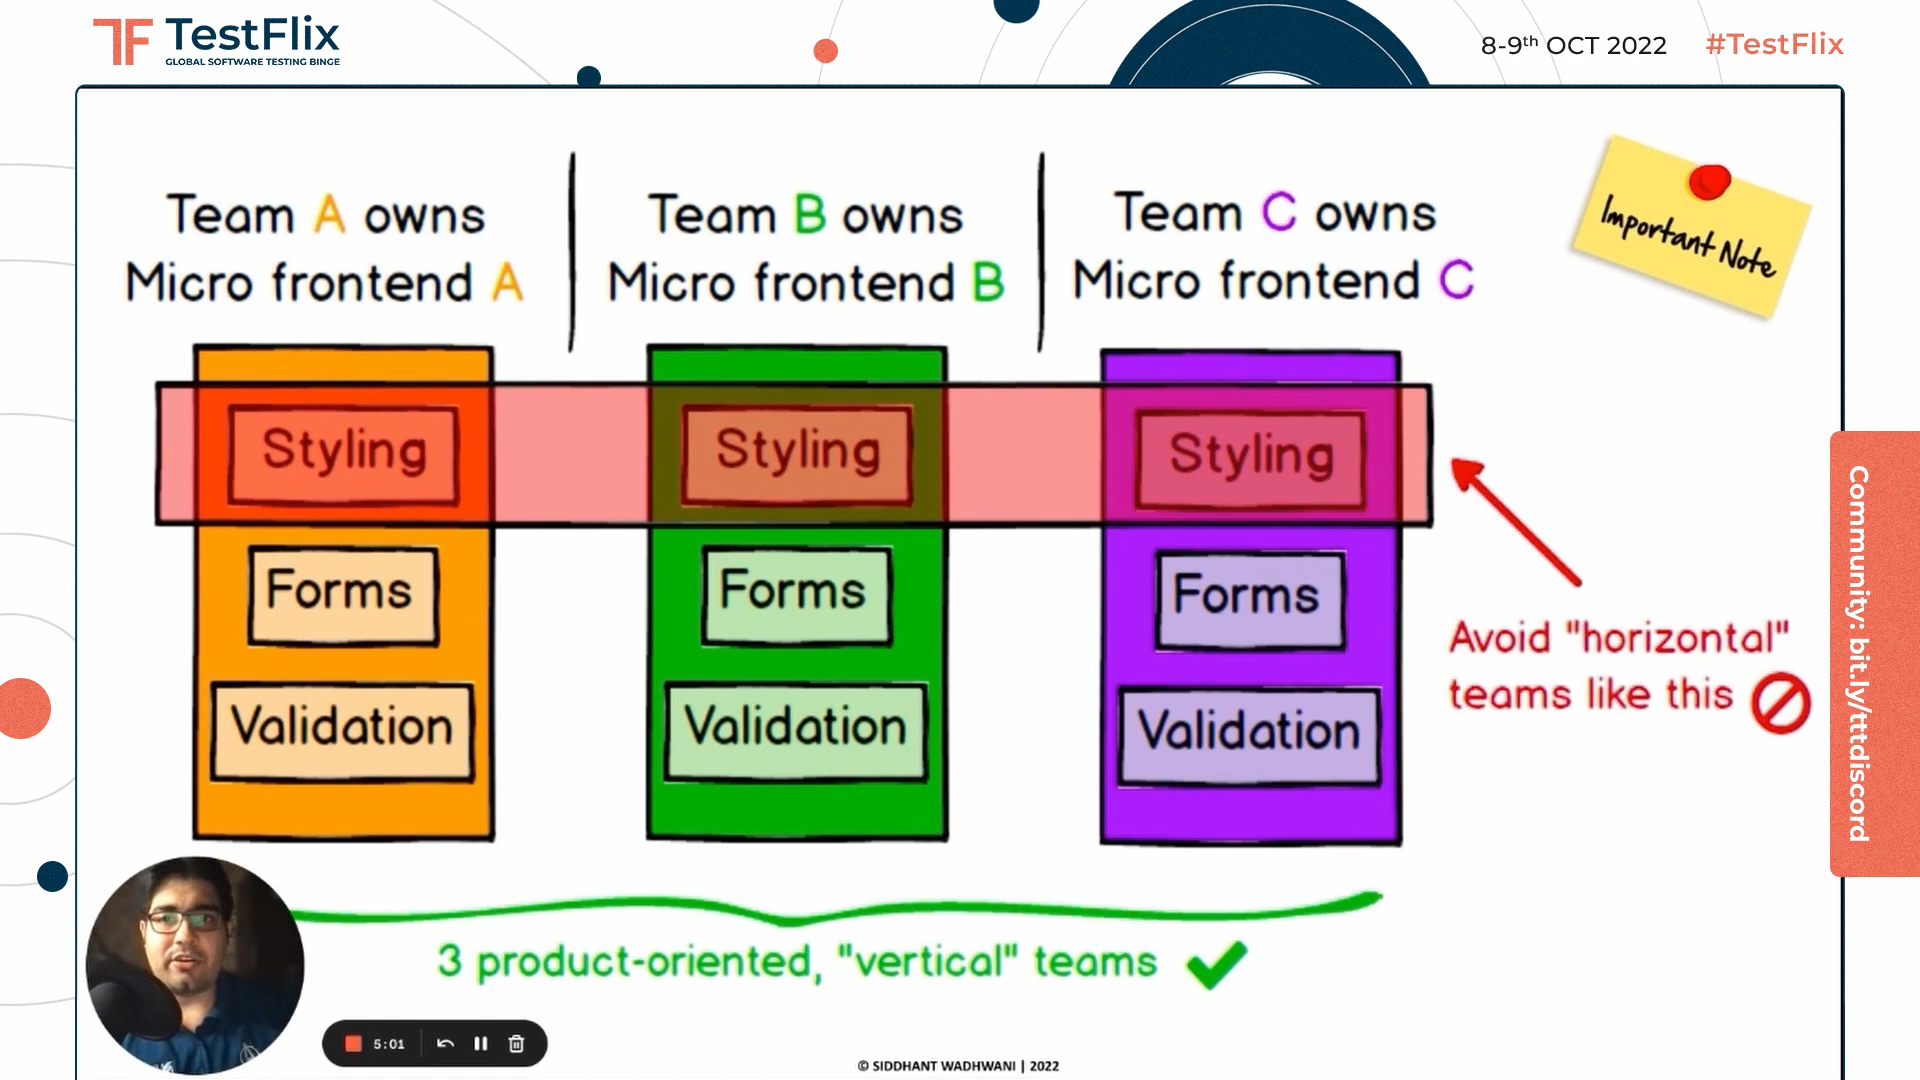 TF TestFlix
GLOBAL SOFTWARE TESTING BINGE
8-9th OCT 2022
#TestFlix
Team A owns
Micro frontend A
Team B owns
Micro frontend B
Team C owns
Micro frontend C
Important Note
Styling
Styling
Styling
Forms
Forms
Forms
Validation
Validation
Validation
Avoid "horizontal"
teams like this
Community: bit.ly/tttdiscord
3 product-oriented, "vertical" teams
5:01
© SIDDHANT WADHWANI | 2022